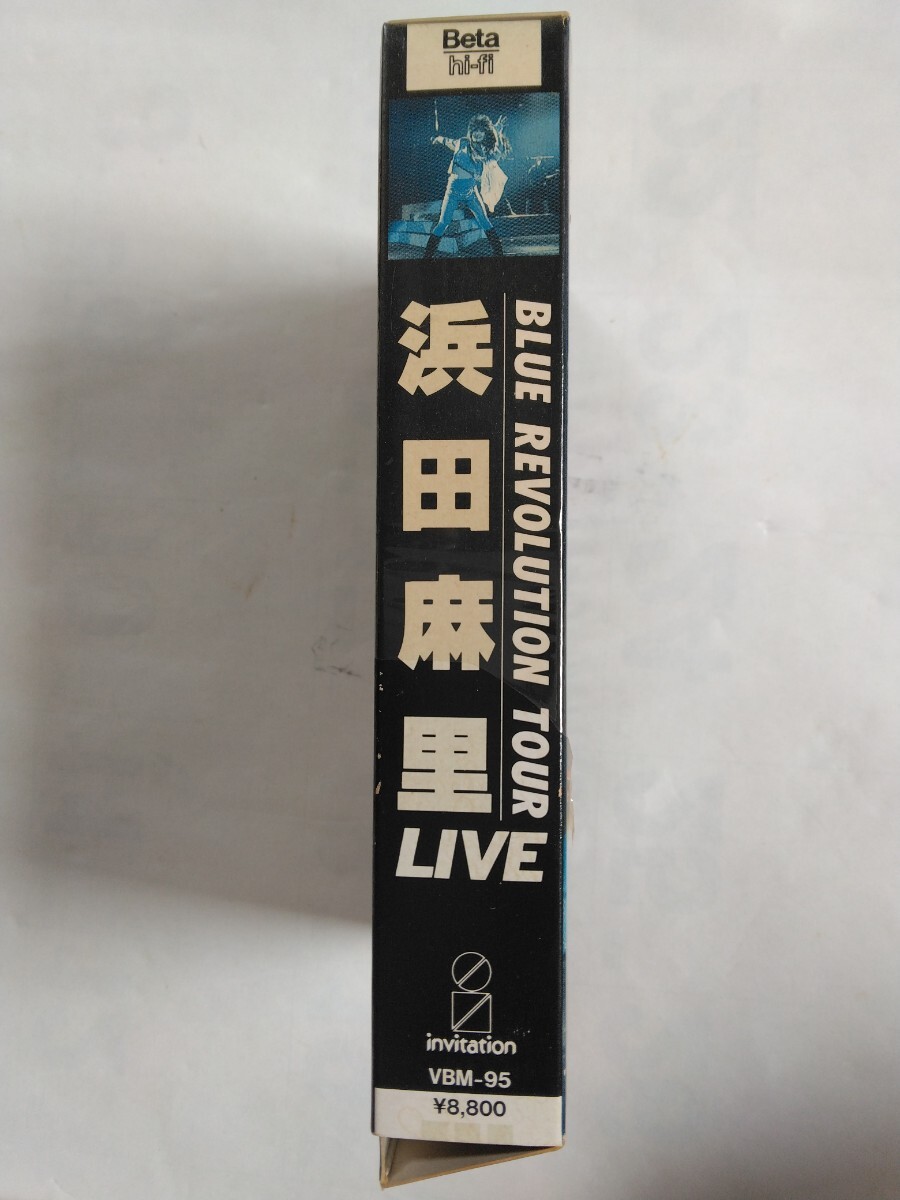 Beta
hi-fi
浜田麻里
BLUE REVOLUTION TOUR
LIVE
invitation
VBM-95
¥8,800